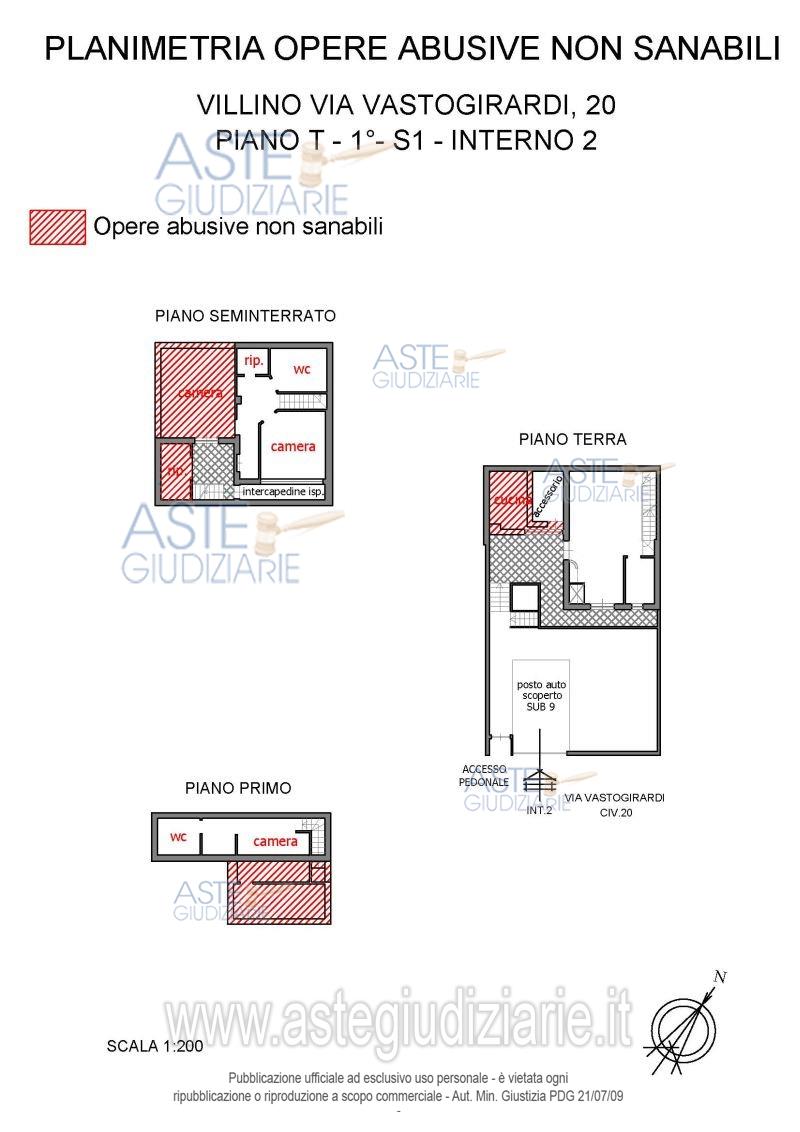 PLANIMETRIA OPERE ABUSIVE NON SANABILI
VILLINO VIA VASTOGIRARDI, 20
PIANO T - 1°- S1 - INTERNO 2
ASTE
GIUDIZIARIE
Opere abusive non sanabili
PIANO SEMINTERRATO
rip.
wc
camera
camera
rip.
intercapedine isp.
ASTE
GIUDIZIARIE
ASTE
GIUDIZIARIE
PIANO TERRA
ASTE
GIUDIZIARIE
cucina
accessorio
posto auto
scoperto
SUB 9
ACCESSO
PEDONALE
ASTE
GIUDIZIARIE
INT.2
VIA VASTOGIRARDI
CIV.20
PIANO PRIMO
wc
camera
ASTE
GIUDIZIARIE
N
www.astegiudiziarie.it
SCALA 1:200
Pubblicazione ufficiale ad esclusivo uso personale - è vietata ogni
ripubblicazione o riproduzione a scopo commerciale - Aut. Min. Giustizia PDG 21/07/09
-